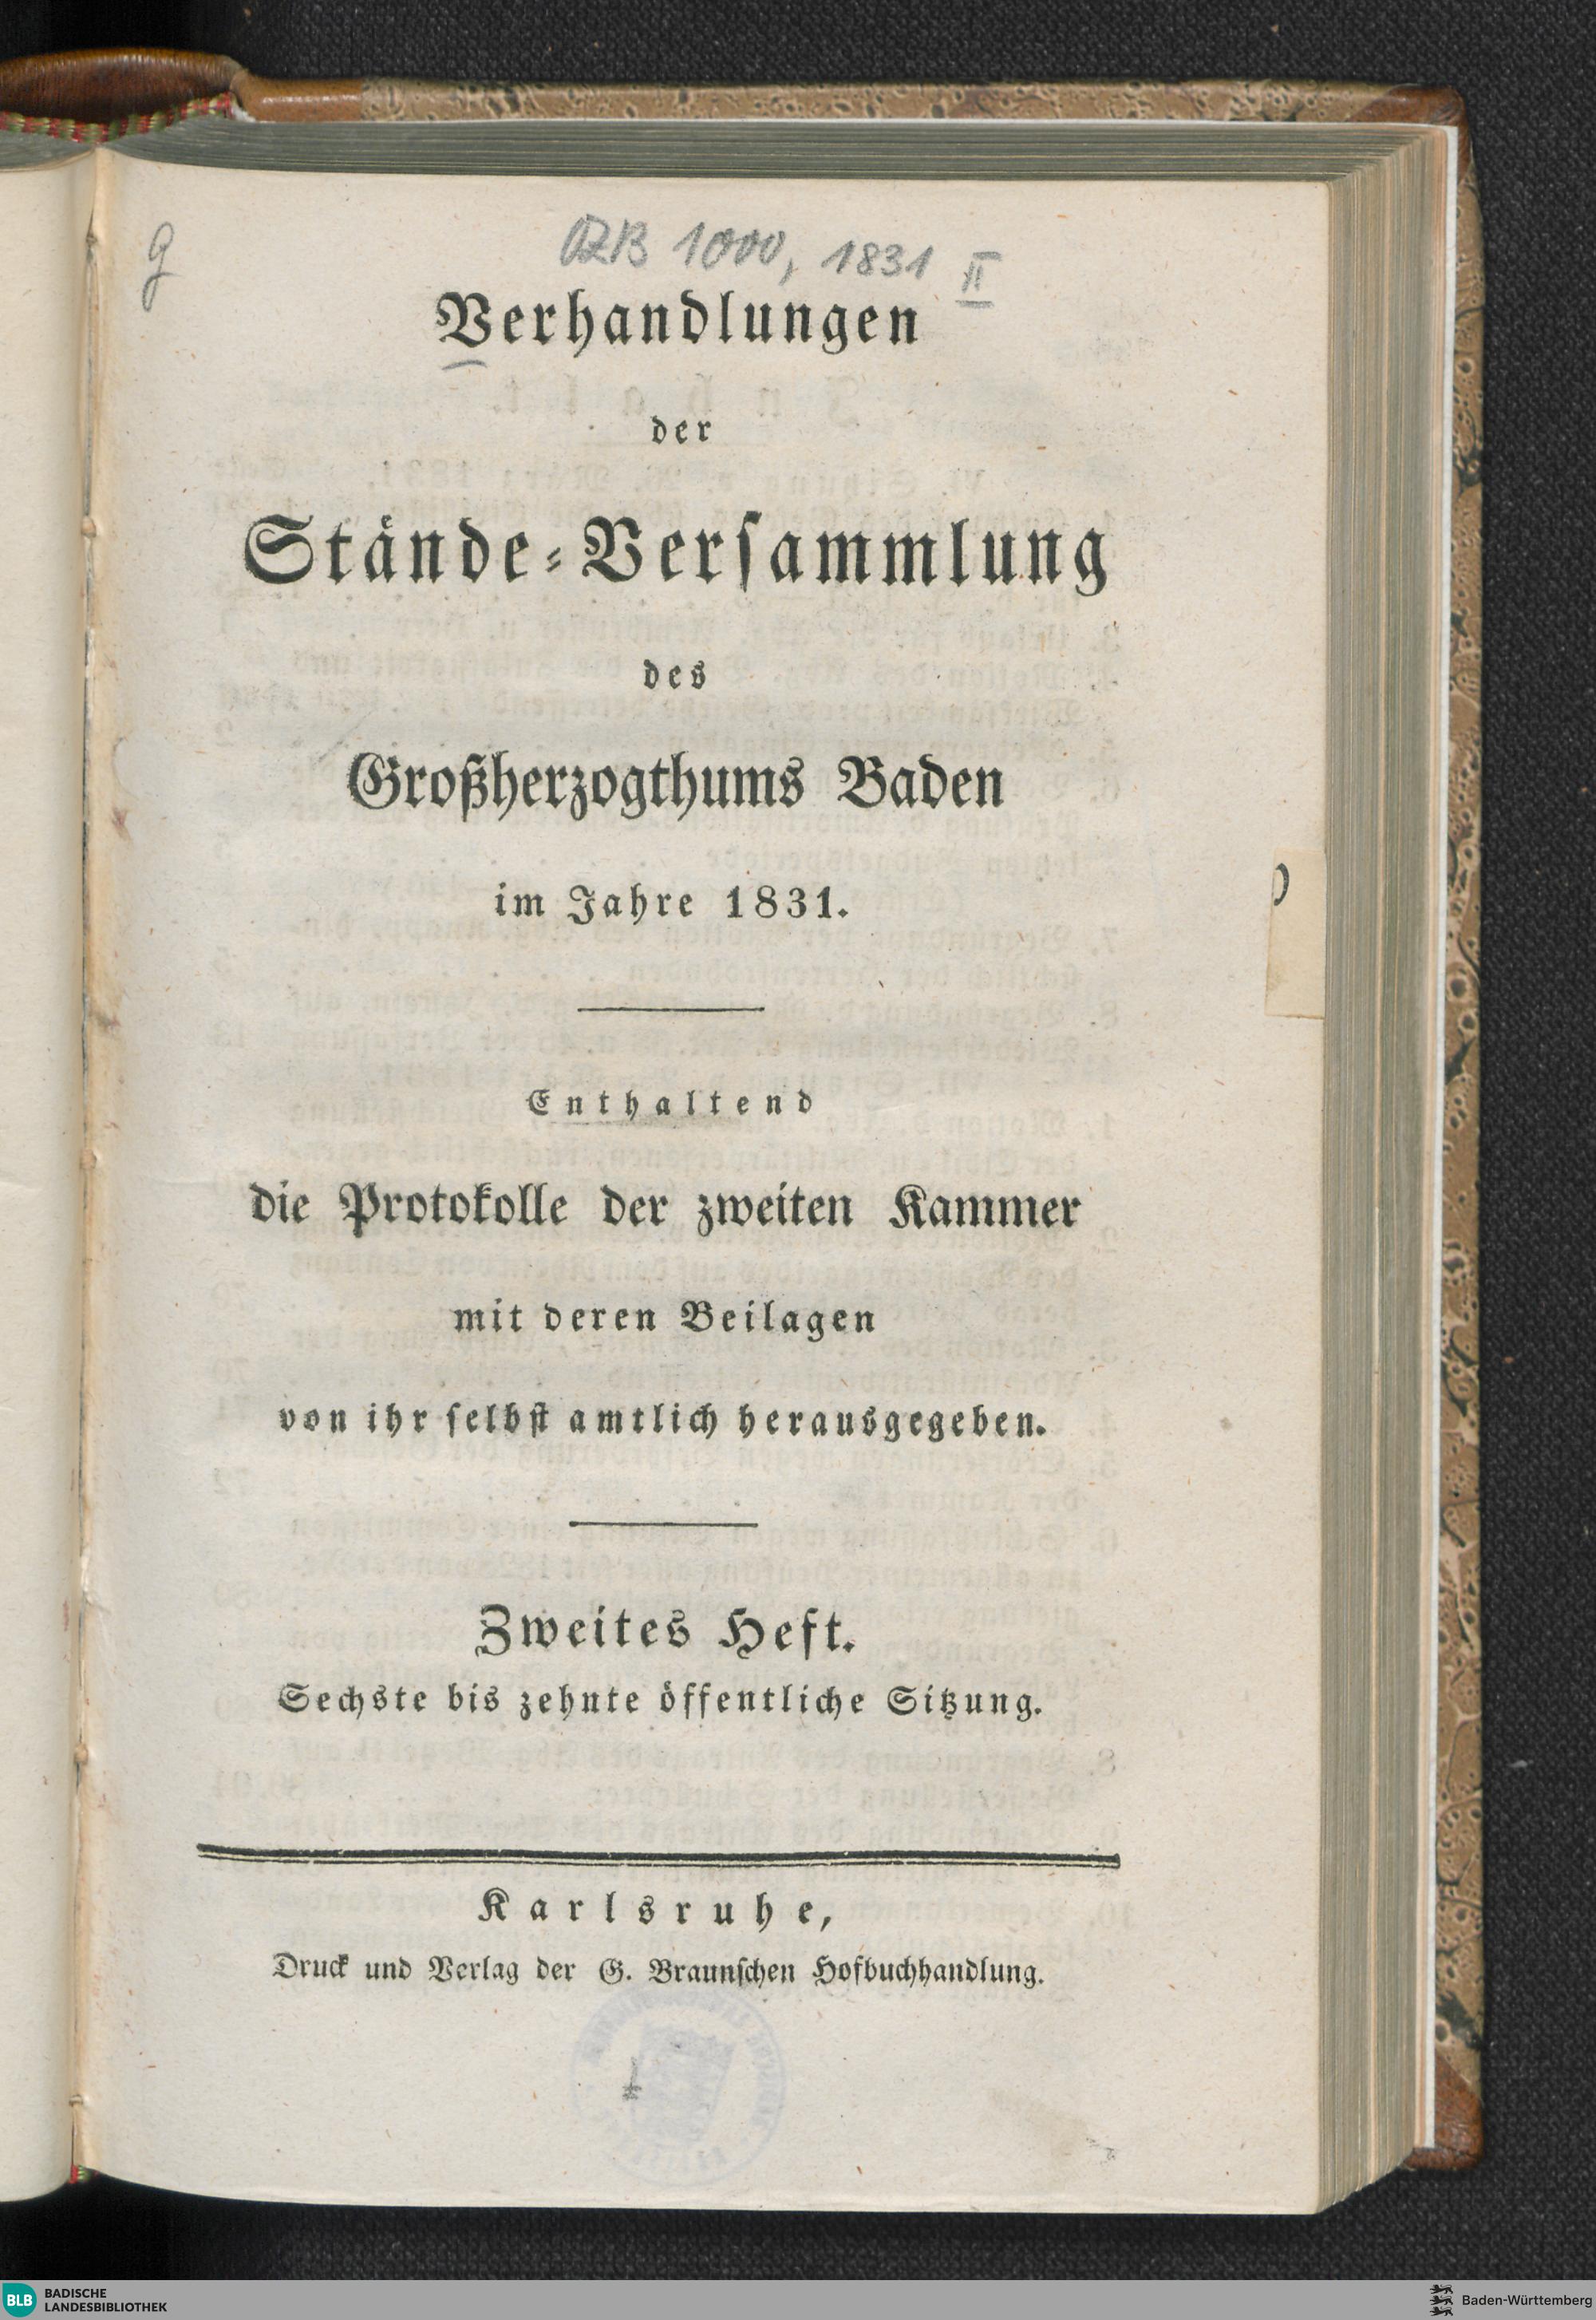 g
OZB 1000, 1831 II
Verhandlungen
der
Stände-Versammlung
des
Großherzogthums Baden
im Jahre 1831.
Enthaltend
die Protokolle der zweiten Kammer
mit deren Beilagen
von ihr selbst amtlich herausgegeben.
Zweites Heft.
Sechste bis zehnte öffentliche Sitzung.
Karlsruhe,
Druck und Verlag der G. Braunschen Hofbuchhandlung.
BLB BADISCHE
LANDESBIBLIOTHEK
Baden-Württemberg